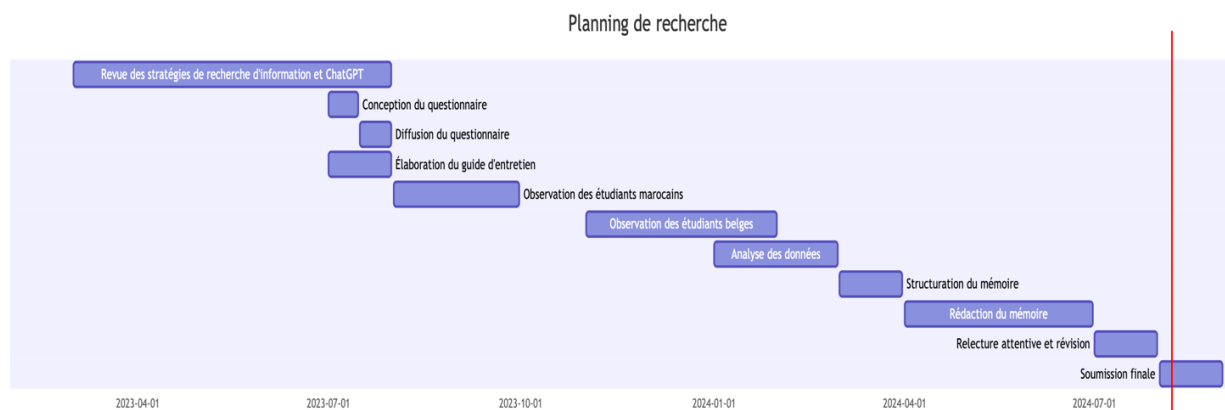 Planning de recherche
Revue des stratégies de recherche d'information et ChatGPT
Conception du questionnaire
Diffusion du questionnaire
Élaboration du guide d'entretien
Observation des étudiants marocains
Observation des étudiants belges
Analyse des données
Structuration du mémoire
Rédaction du mémoire
Relecture attentive et révision
Soumission finale
2023-04-01 2023-07-01 2023-10-01 2024-01-01 2024-04-01 2024-07-01